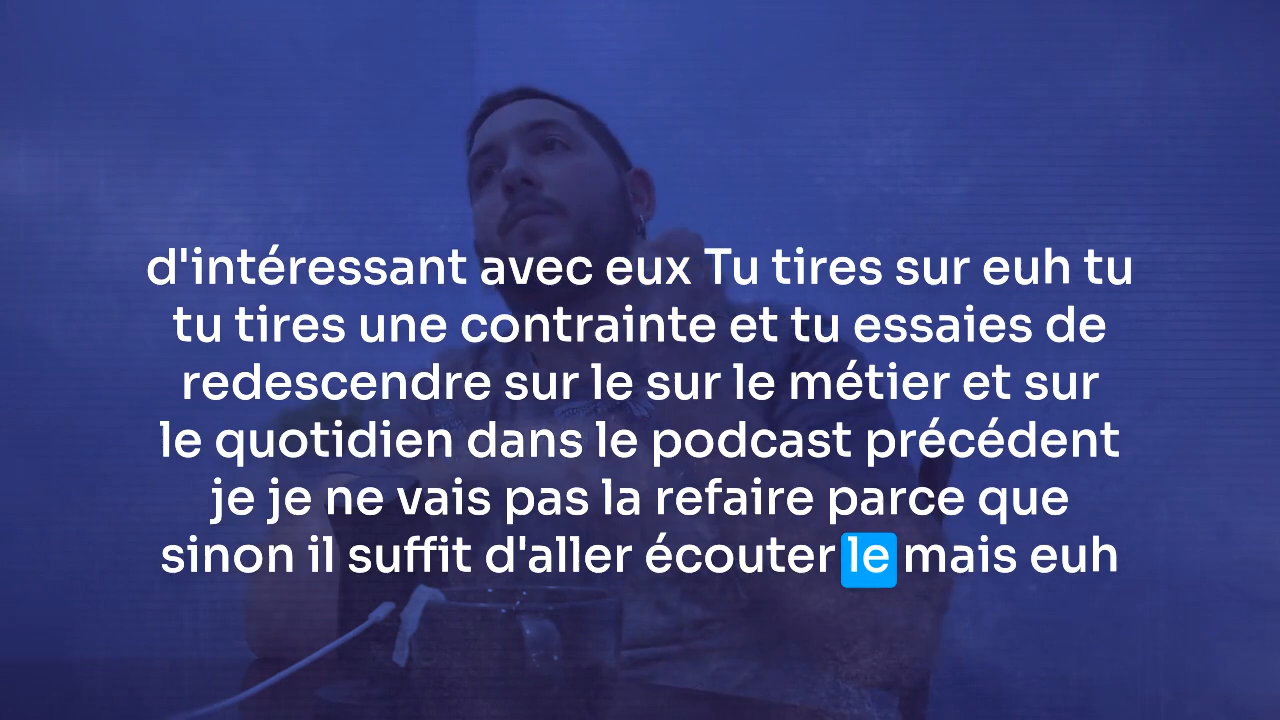 d'intéressant avec eux Tu tires sur euh tu
tu tires une contrainte et tu essaies de
redescendre sur le sur le métier et sur
le quotidien dans le podcast précédent
je je ne vais pas la refaire parce que
sinon il suffit d'aller écouter le mais euh